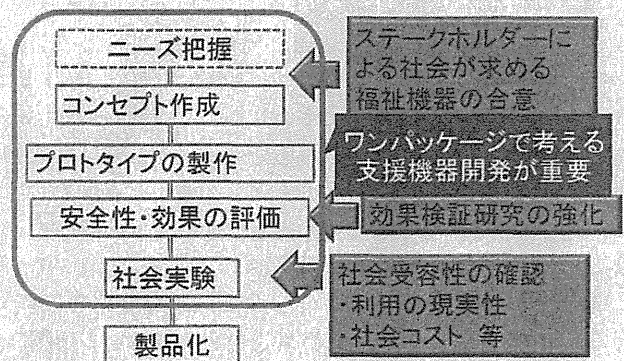 ニーズ把握
コンセプト作成
プロトタイプの製作
安全性・効果の評価
社会実験
製品化
ステークホルダーに
よる社会が求める
福祉機器の合意
ワンパッケージで考える
支援機器開発が重要
効果検証研究の強化
社会受容性の確認
・利用の現実性
・社会コスト 等